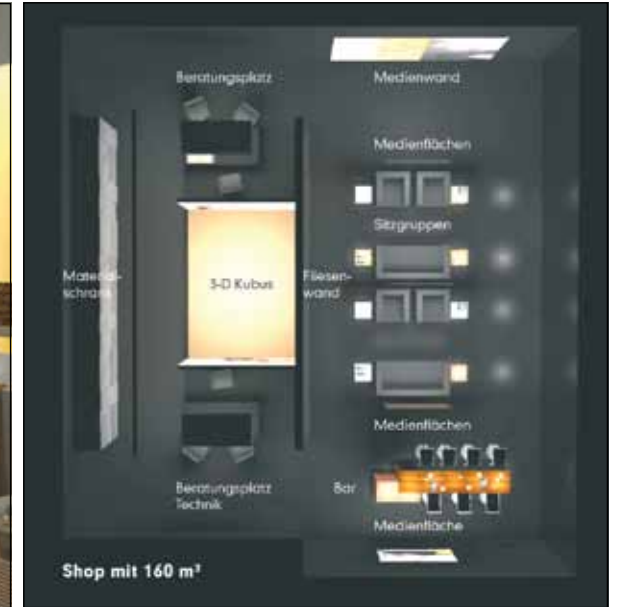 Beratungsplatz
Medienwand
Medienflächen
Sitzgruppen
Material-
schrank
3-D Kubus
Fliesen-
wand
Medienflächen
Beratungsplatz
Technik
Bar
Medienfläche
Shop mit 160 m²